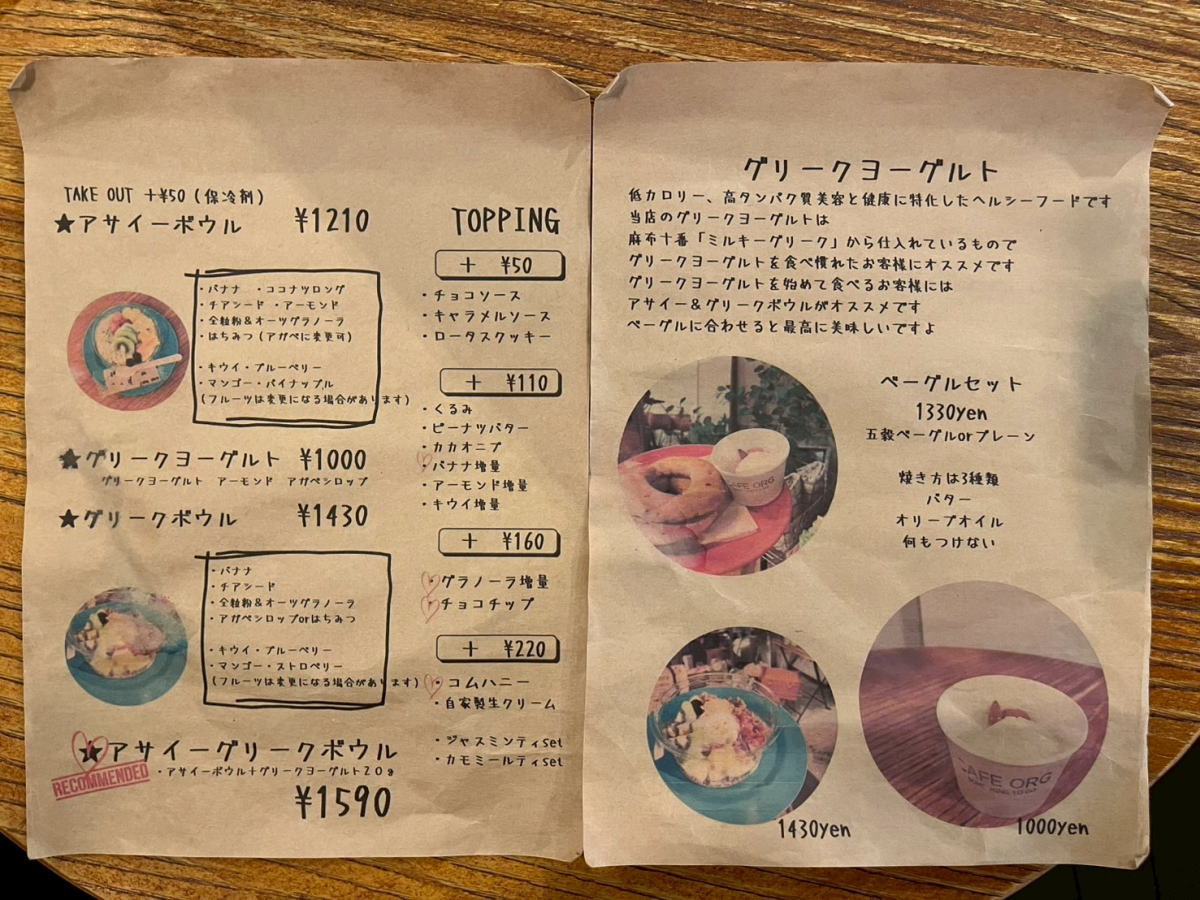 TAKE OUT +¥50 (保冷剤)
★アサイーボウル ¥1210
・バナナ ・ココナツロング
・チアシード ・アーモンド
・全粒粉&オーツグラノーラ
・はちみつ(アガベに変更可)
・キウイ・ブルーベリー
・マンゴー・パイナップル
(フルーツは変更になる場合があります)
★グリークヨーグルト ¥1000
グリークヨーグルト アーモンド アガベシロップ
★グリークボウル ¥1430
・バナナ
・チアシード
・全粒粉&オーツグラノーラ
・アガベシロップorはちみつ
・キウイ・ブルーベリー
・マンゴー・ストロベリー
(フルーツは変更になる場合があります)
★アサイーグリークボウル
RECOMMENDED
・アサイーボウル+グリークヨーグルト20g
¥1590
TOPPING
+ ¥50
・チョコソース
・キャラメルソース
・ロータスクッキー
+ ¥110
・くるみ
・ピーナツバター
・カカオニブ
・バナナ増量
・アーモンド増量
・キウイ増量
+ ¥160
・グラノーラ増量
・チョコチップ
+ ¥220
・コムハニー
・自家製生クリーム
・ジャスミンティset
・カモミールティset
グリークヨーグルト
低カロリー、高タンパク質美容と健康に特化したヘルシーフードです
当店のグリークヨーグルトは
麻布十番「ミルキーグリーク」から仕入れているもので
グリークヨーグルトを食べ慣れたお客様にオススメです
グリークヨーグルトを始めて食べるお客様には
アサイー&グリークボウルがオススメです
ベーグルに合わせると最高に美味しいですよ
ベーグルセット
1330yen
五穀ベーグルorプレーン
焼き方は3種類
バター
オリーブオイル
何もつけない
CAFE ORG
1430yen
CAFE ORG
1000yen